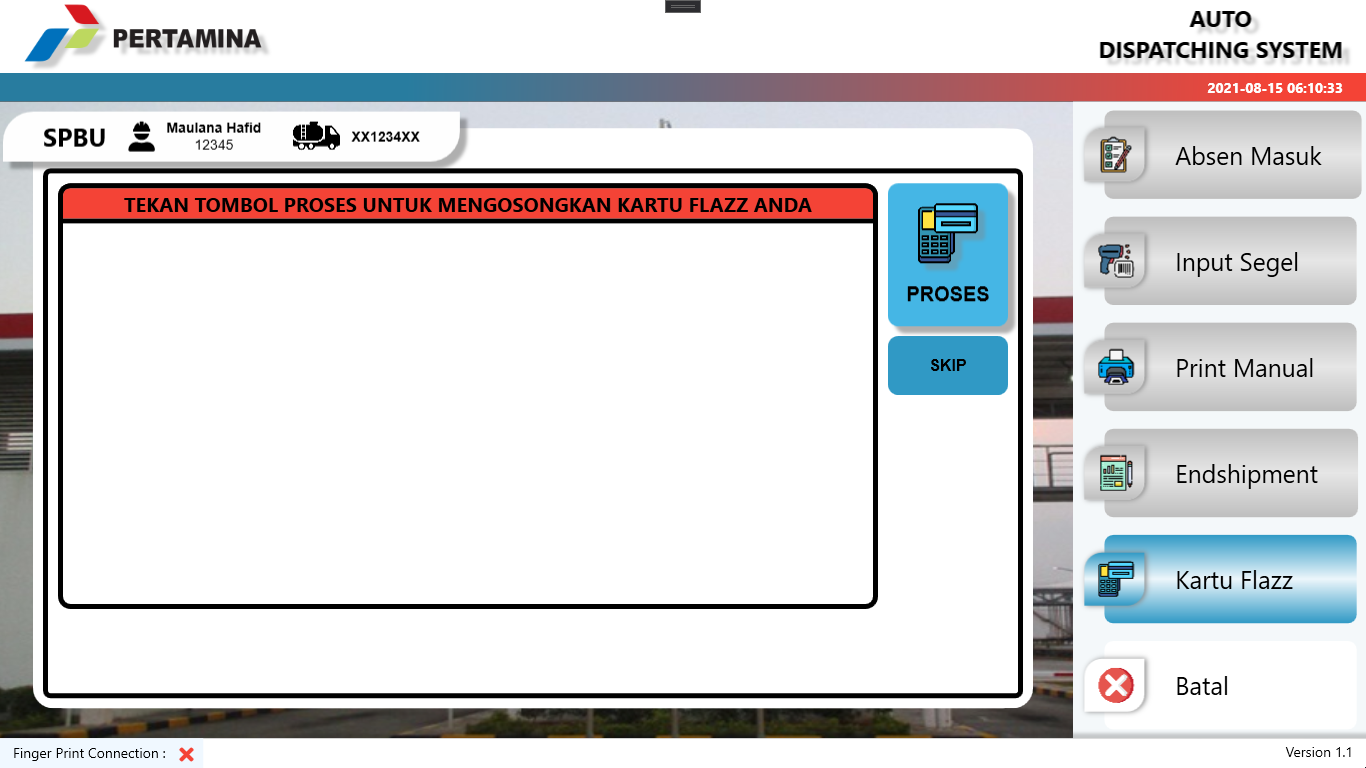 PERTAMINA
AUTO
DISPATCHING SYSTEM
2021-08-15 06:10:33
SPBU
Maulana Hafid
12345
XX1234XX
TEKAN TOMBOL PROSES UNTUK MENGOSONGKAN KARTU FLAZZ ANDA
PROSES
SKIP
Absen Masuk
Input Segel
Print Manual
Endshipment
Kartu Flazz
Batal
Finger Print Connection :
Version 1.1